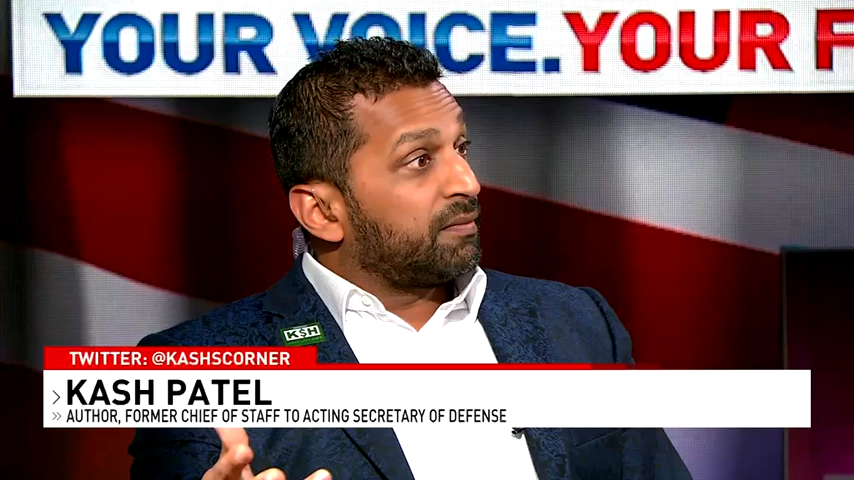 YOUR VOICE. YOUR F
K$H
TWITTER: @KASHSCORNER
KASH PATEL
AUTHOR, FORMER CHIEF OF STAFF TO ACTING SECRETARY OF DEFENSE